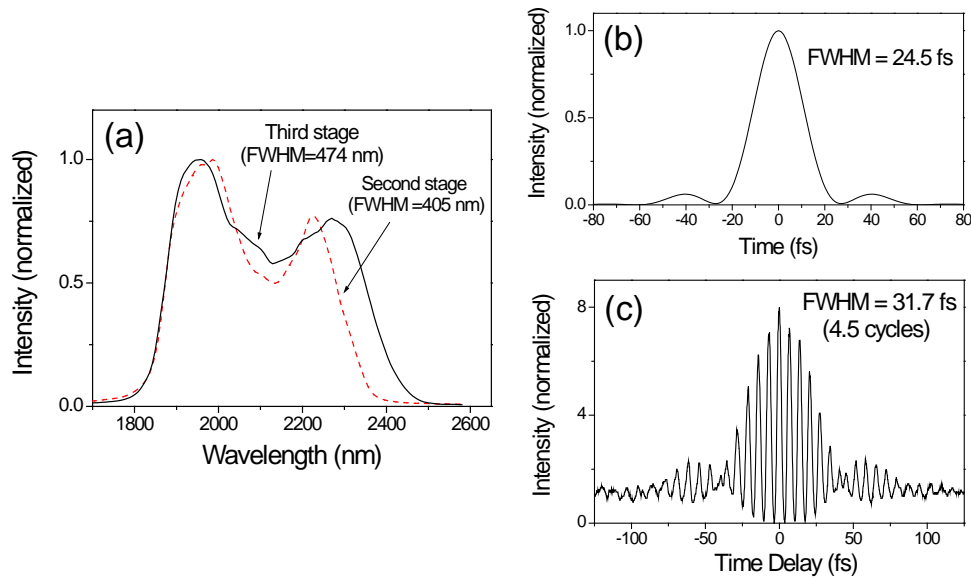 (a)
Third stage
(FWHM=474 nm)
Second stage
(FWHM =405 nm)
Intensity (normalized)
1.0
0.5
0.0
1800 2000 2200 2400 2600
Wavelength (nm)
(b)
FWHM = 24.5 fs
Intensity (normalized)
1.0
0.5
0.0
-80 -60 -40 -20 0 20 40 60 80
Time (fs)
(c)
FWHM = 31.7 fs
(4.5 cycles)
Intensity (normalized)
8
4
0
-100 -50 0 50 100
Time Delay (fs)